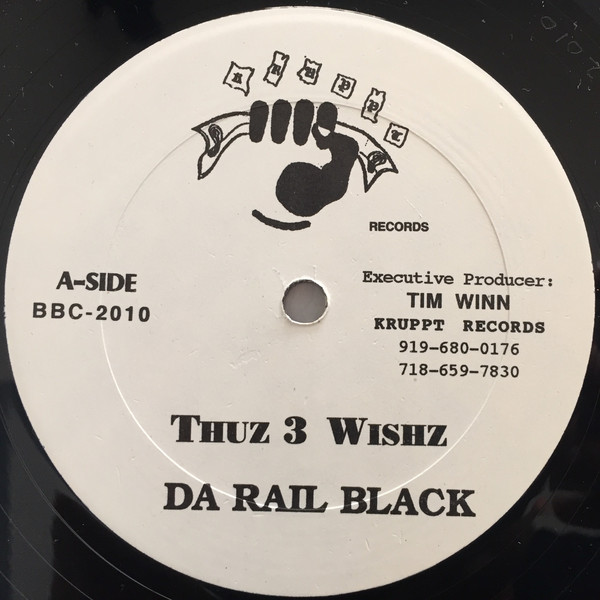 KRUPPT
RECORDS
A-SIDE
BBC-2010
Executive Producer:
TIM WINN
KRUPPT RECORDS
919-680-0176
718-659-7830
THUZ 3 WISHZ
DA RAIL BLACK